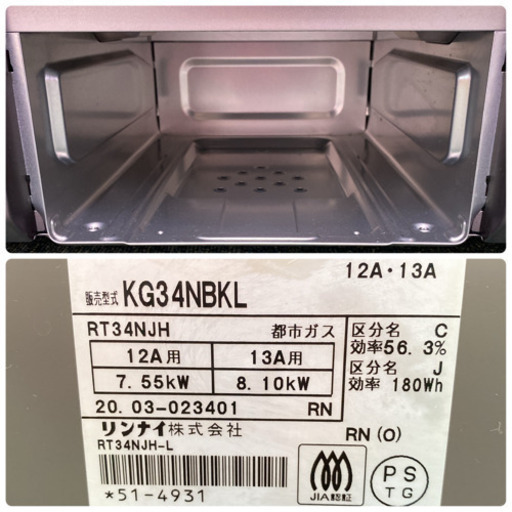 12A・13A
販売型式 KG34NBKL
RT34NJH 都市ガス
12A用 13A用
7.55kW 8.10kW
区分名 C
効率56.3%
区分名 J
効率 180Wh
20.03-023401 RN
リンナイ株式会社
RT34NJH-L
RN(O)
*51-4931
JIA認証
PS
TG